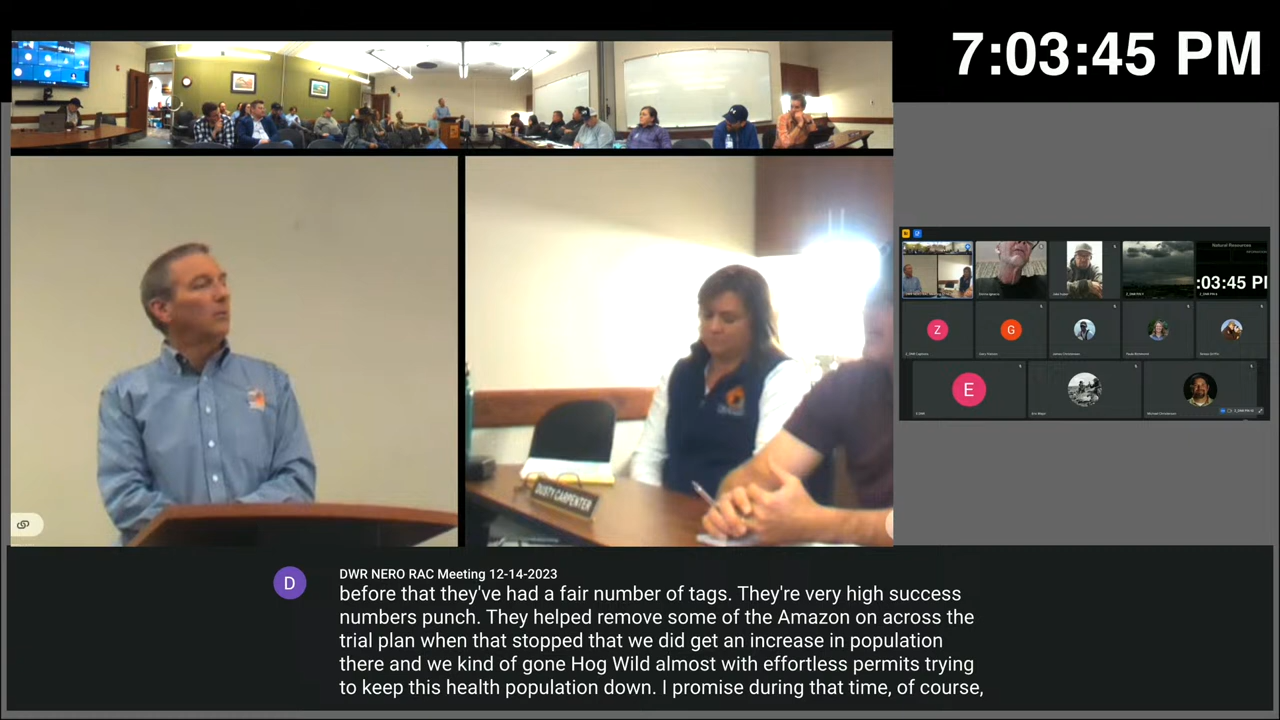 7:03:45 PM
Natural Resources
:03:45 PI
Z
G
E
DUSTY CARPENTER
D
DWR NERO RAC Meeting 12-14-2023
before that they've had a fair number of tags. They're very high success
numbers punch. They helped remove some of the Amazon on across the
trial plan when that stopped that we did get an increase in population
there and we kind of gone Hog Wild almost with effortless permits trying
to keep this health population down. I promise during that time, of course,